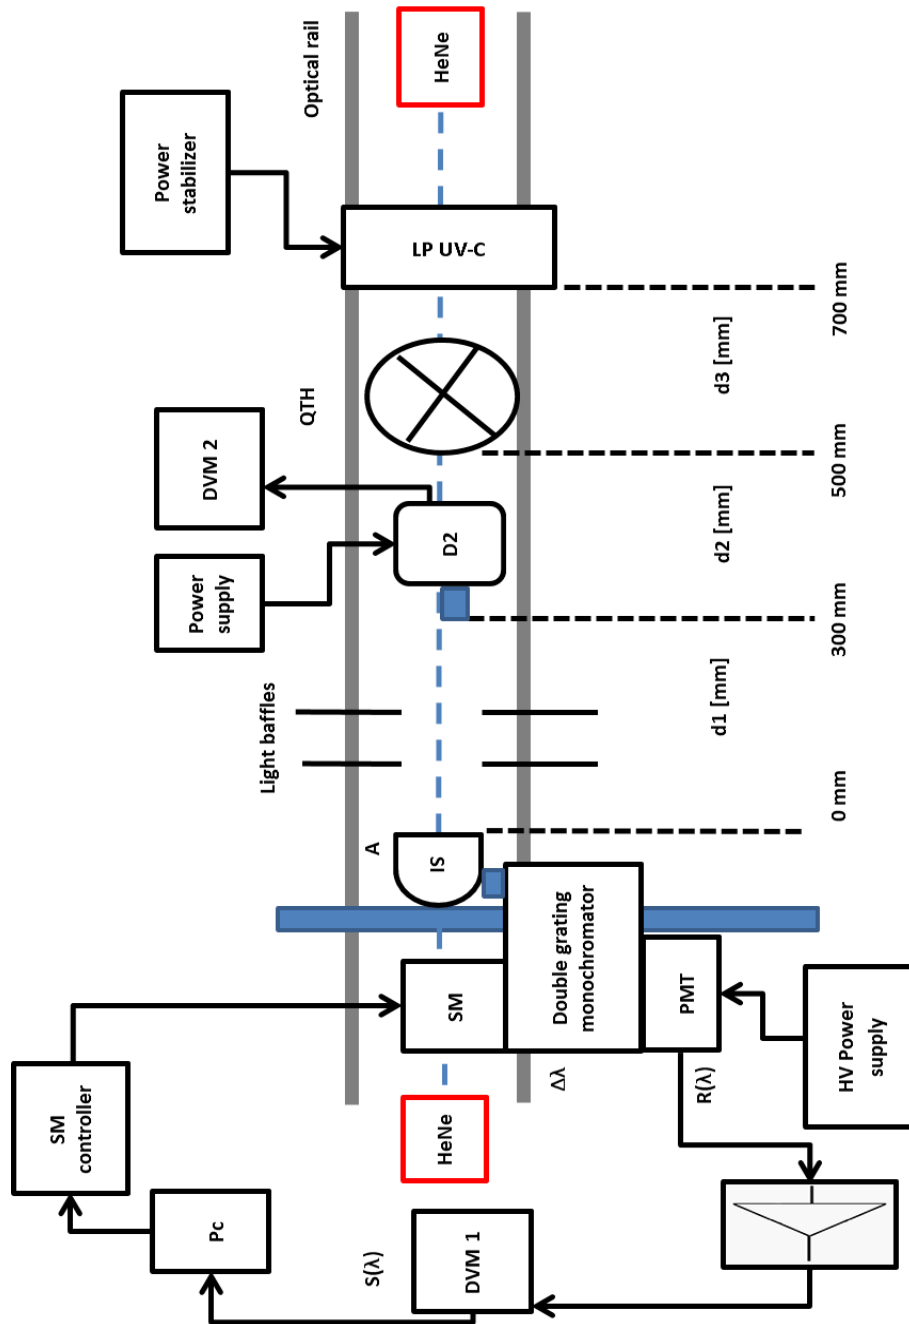 SM
controller
Pc
S(λ)
DVM 1
HeNe
SM
Δλ
Double grating
monochromator
PMT
R(λ)
HV Power
supply
IS
A
Light baffles
Power
supply
D2
DVM 2
QTH
Power
stabilizer
LP UV-C
Optical rail
HeNe
0 mm
d1 [mm]
300 mm
d2 [mm]
500 mm
d3 [mm]
700 mm